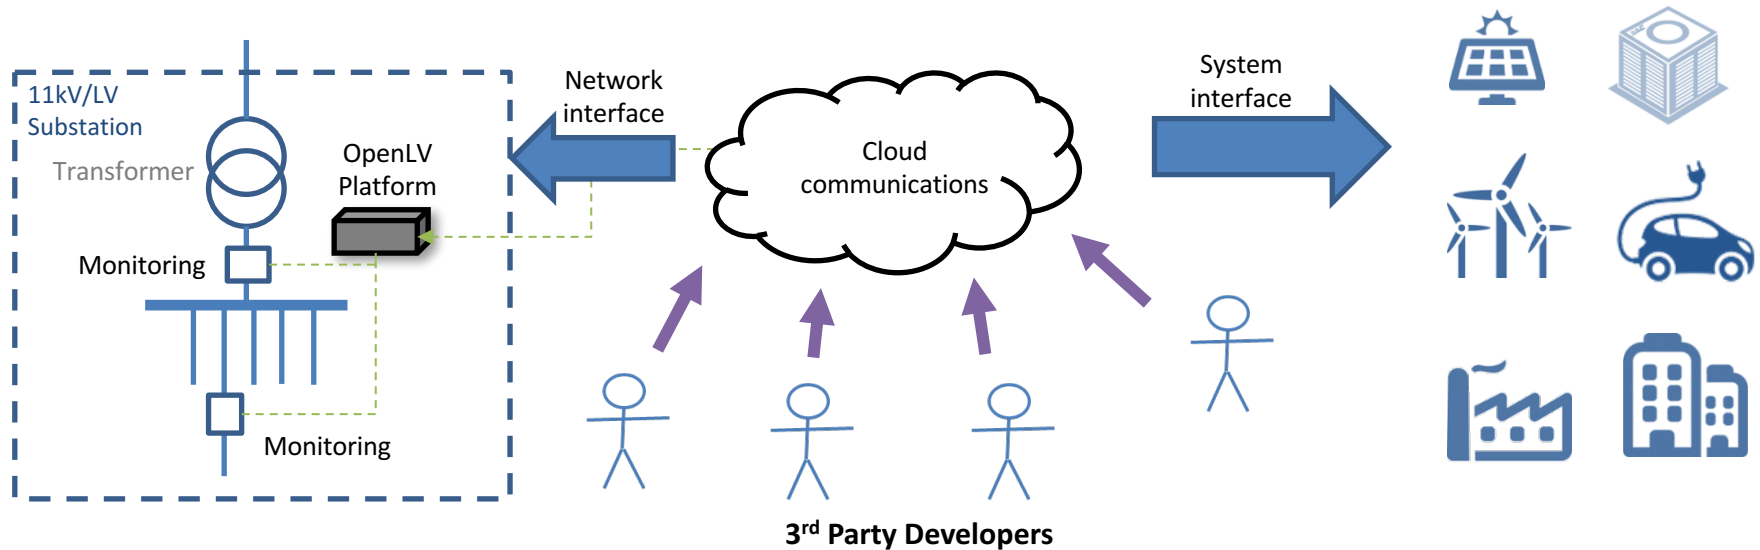 11kV/LV
Substation
Transformer
OpenLV
Platform
Monitoring
Monitoring
Network
interface
Cloud
communications
System
interface
3rd Party Developers